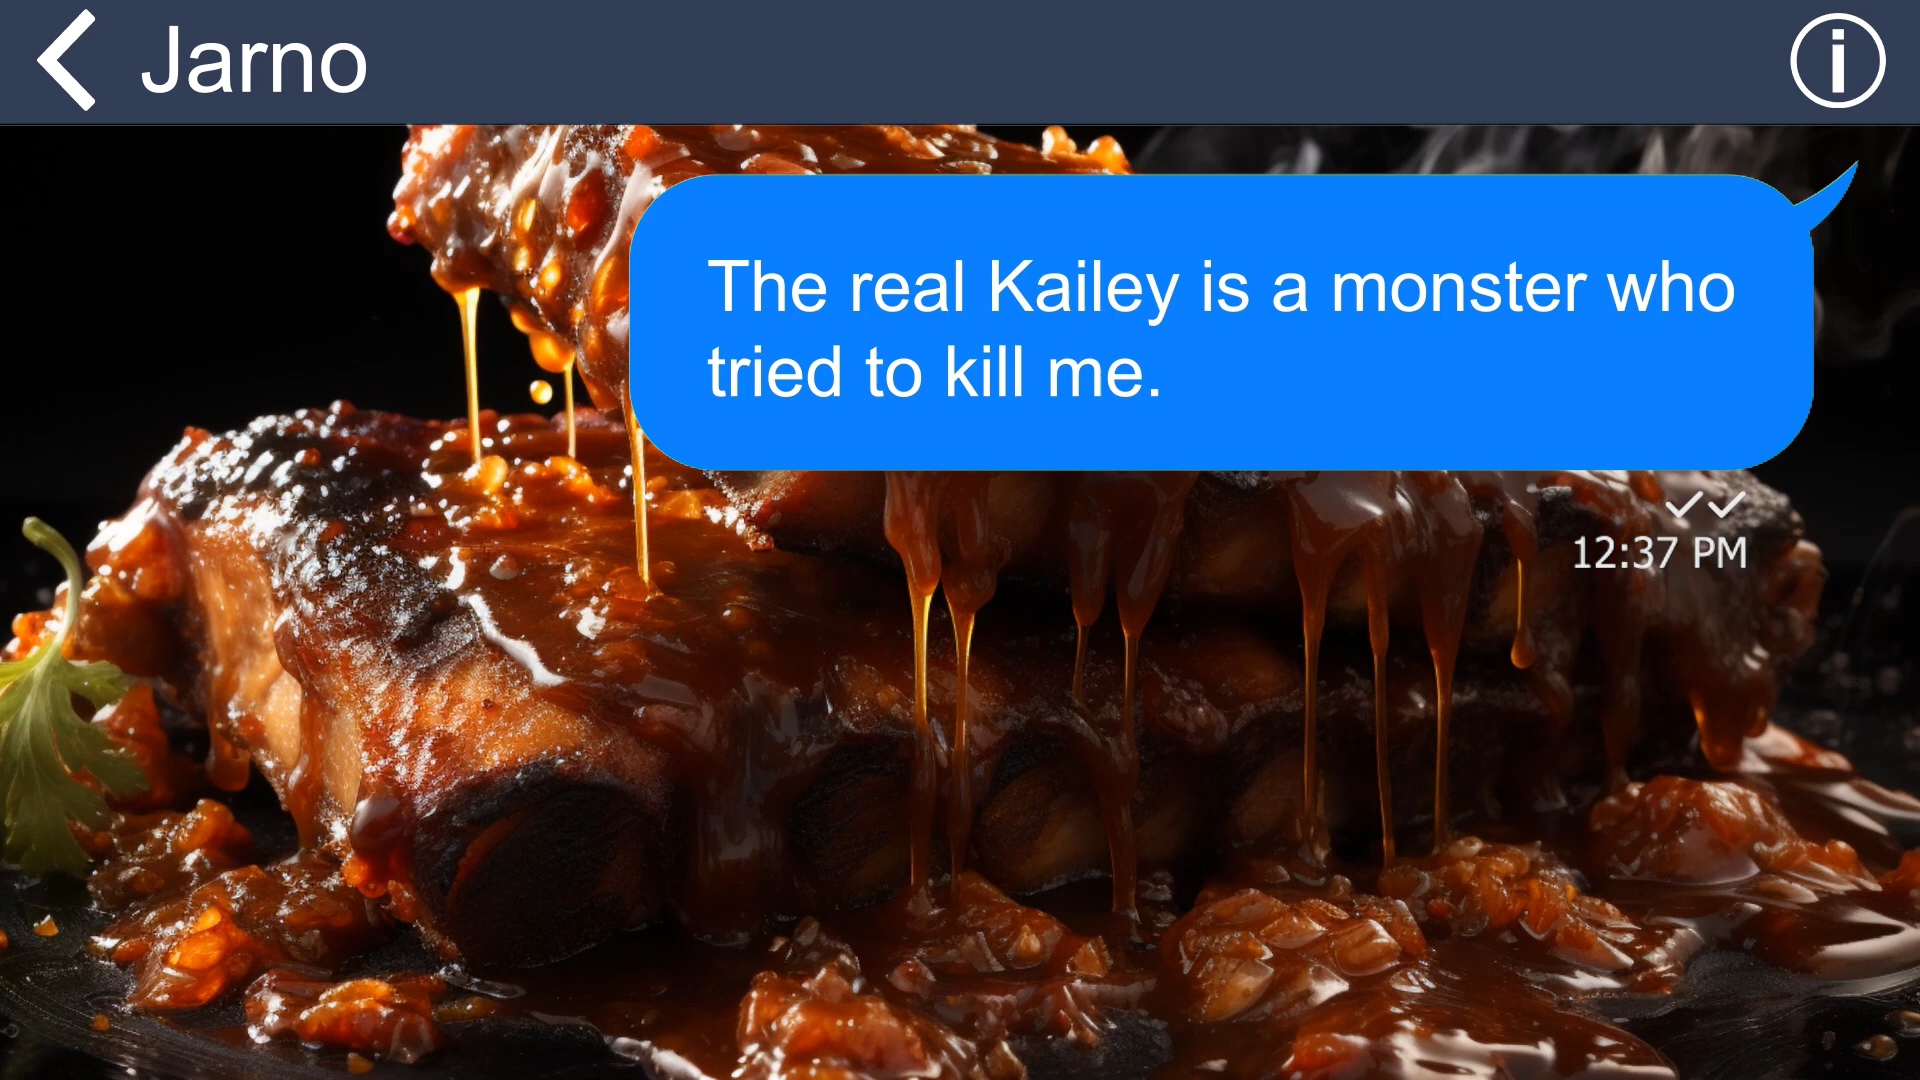 Jarno
The real Kailey is a monster who
tried to kill me.
12:37 PM